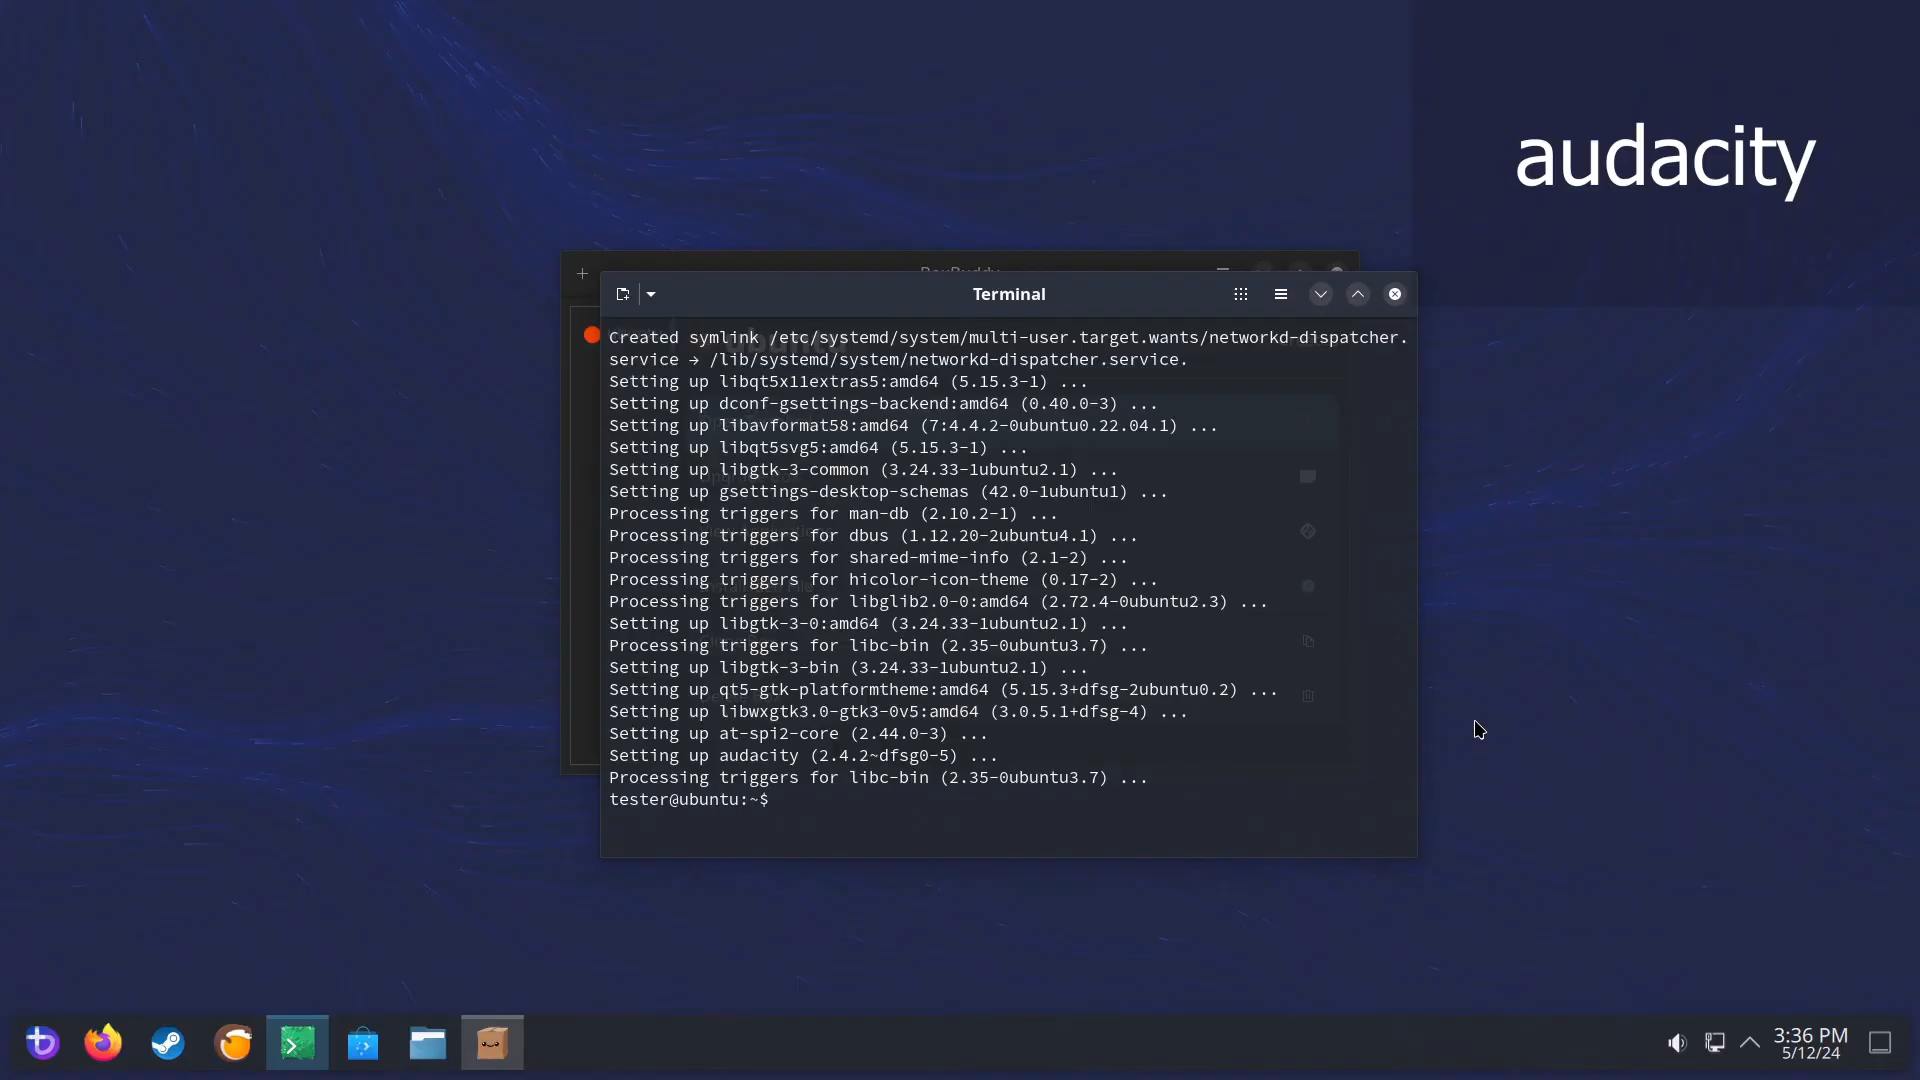 audacity
Terminal
Created symlink /etc/systemd/system/multi-user.target.wants/networkd-dispatcher.
service → /lib/systemd/system/networkd-dispatcher.service.
Setting up libqt5x11extras5:amd64 (5.15.3-1) ...
Setting up dconf-gsettings-backend:amd64 (0.40.0-3) ...
Setting up libavformat58:amd64 (7:4.4.2-0ubuntu0.22.04.1) ...
Setting up libqt5svg5:amd64 (5.15.3-1) ...
Setting up libgtk-3-common (3.24.33-1ubuntu2.1) ...
Setting up gsettings-desktop-schemas (42.0-1ubuntu1) ...
Processing triggers for man-db (2.10.2-1) ...
Processing triggers for dbus (1.12.20-2ubuntu4.1) ...
Processing triggers for shared-mime-info (2.1-2) ...
Processing triggers for hicolor-icon-theme (0.17-2) ...
Processing triggers for libglib2.0-0:amd64 (2.72.4-0ubuntu2.3) ...
Setting up libgtk-3-0:amd64 (3.24.33-1ubuntu2.1) ...
Processing triggers for libc-bin (2.35-0ubuntu3.7) ...
Setting up libgtk-3-bin (3.24.33-1ubuntu2.1) ...
Setting up qt5-gtk-platformtheme:amd64 (5.15.3+dfsg-2ubuntu0.2) ...
Setting up libwxgtk3.0-gtk3-0v5:amd64 (3.0.5.1+dfsg-4) ...
Setting up at-spi2-core (2.44.0-3) ...
Setting up audacity (2.4.2~dfsg0-5) ...
Processing triggers for libc-bin (2.35-0ubuntu3.7) ...
tester@ubuntu:~$
3:36 PM
5/12/24